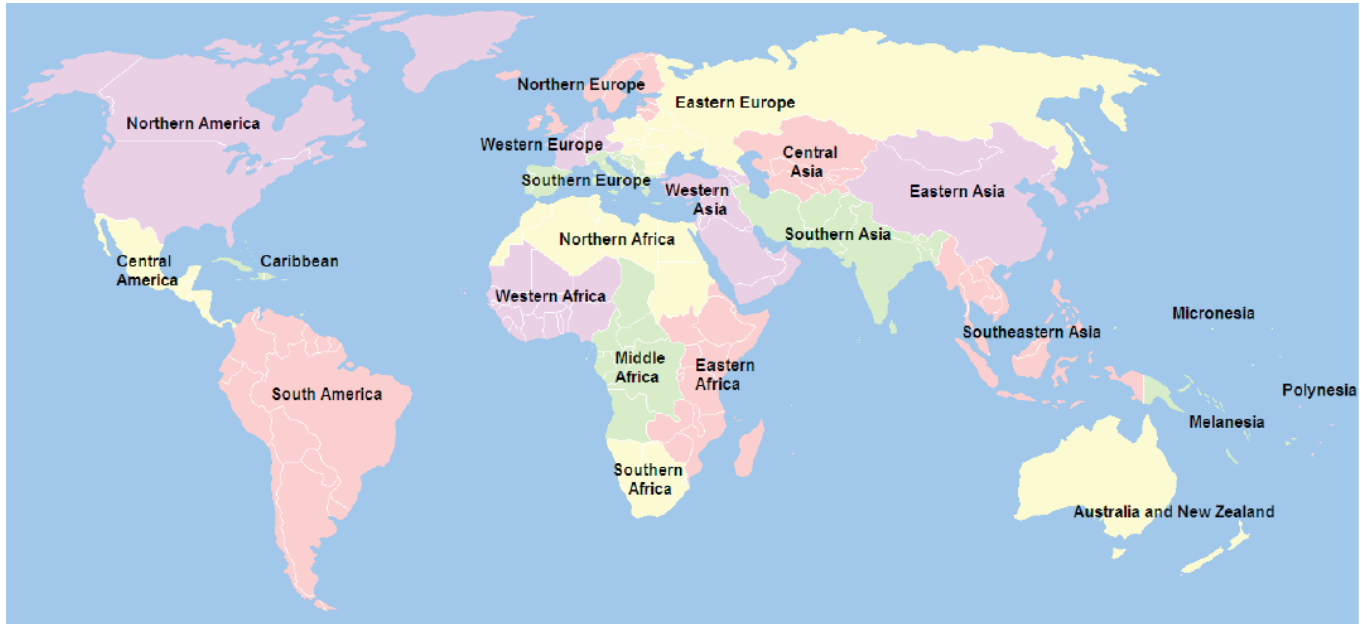 Northern America
Northern Europe
Eastern Europe
Western Europe
Southern Europe
Central
Asia
Western
Asia
Eastern Asia
Southern Asia
Northern Africa
Central
America
Caribbean
Western Africa
Southeastern Asia
Micronesia
Middle
Africa
Eastern
Africa
South America
Polynesia
Melanesia
Southern
Africa
Australia and New Zealand